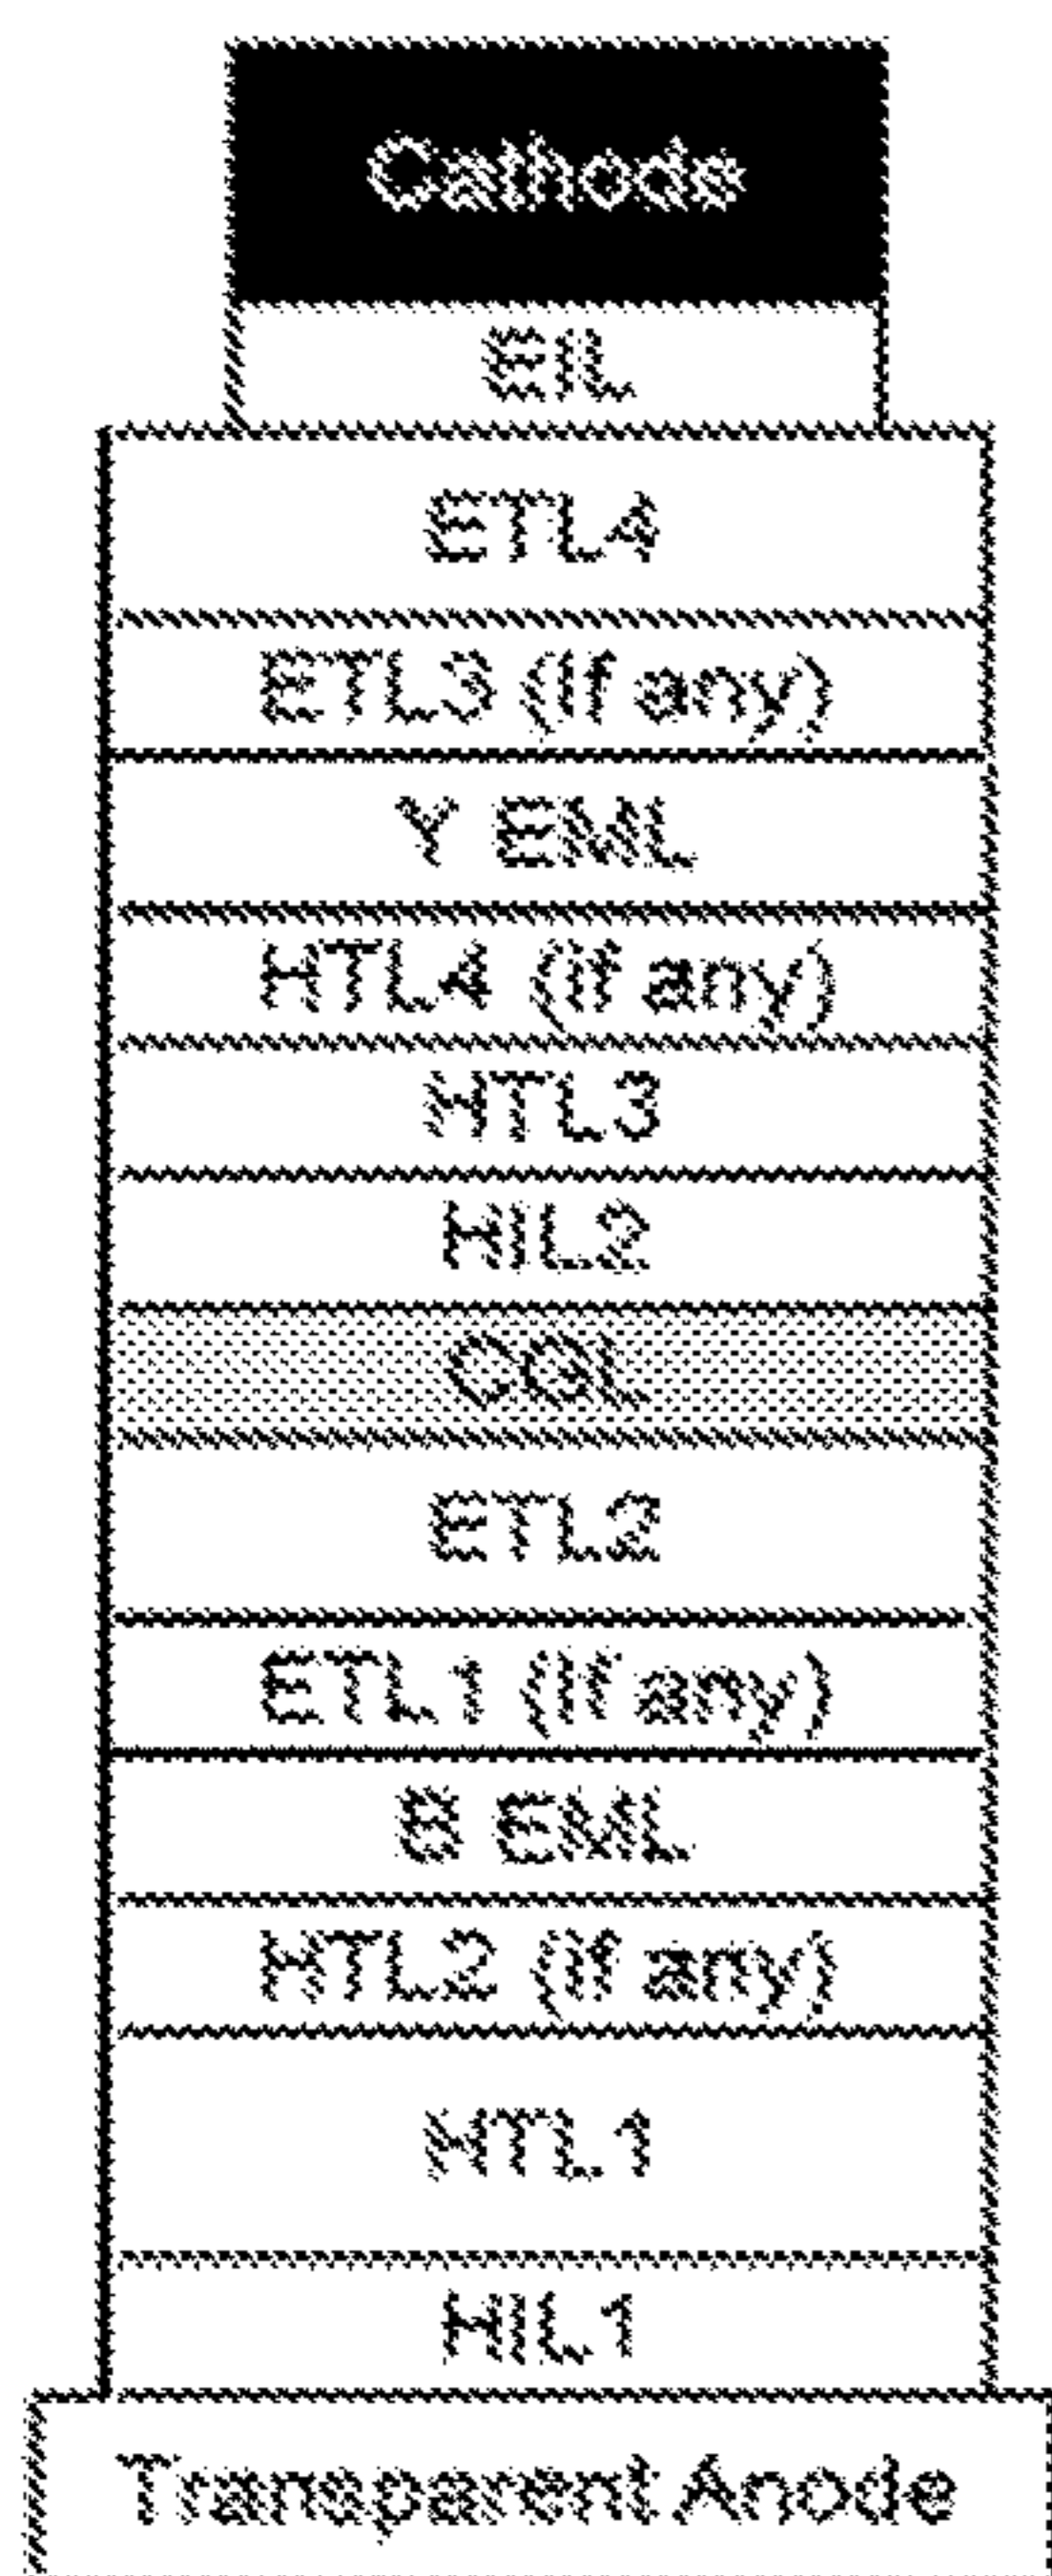 Cathode
EIL
ETL4
ETL3 (if any)
Y EML
HTL4 (if any)
HTL3
HIL2
CGL
ETL2
ETL1 (if any)
B EML
HTL2 (if any)
HTL1
HIL1
Transparent Anode